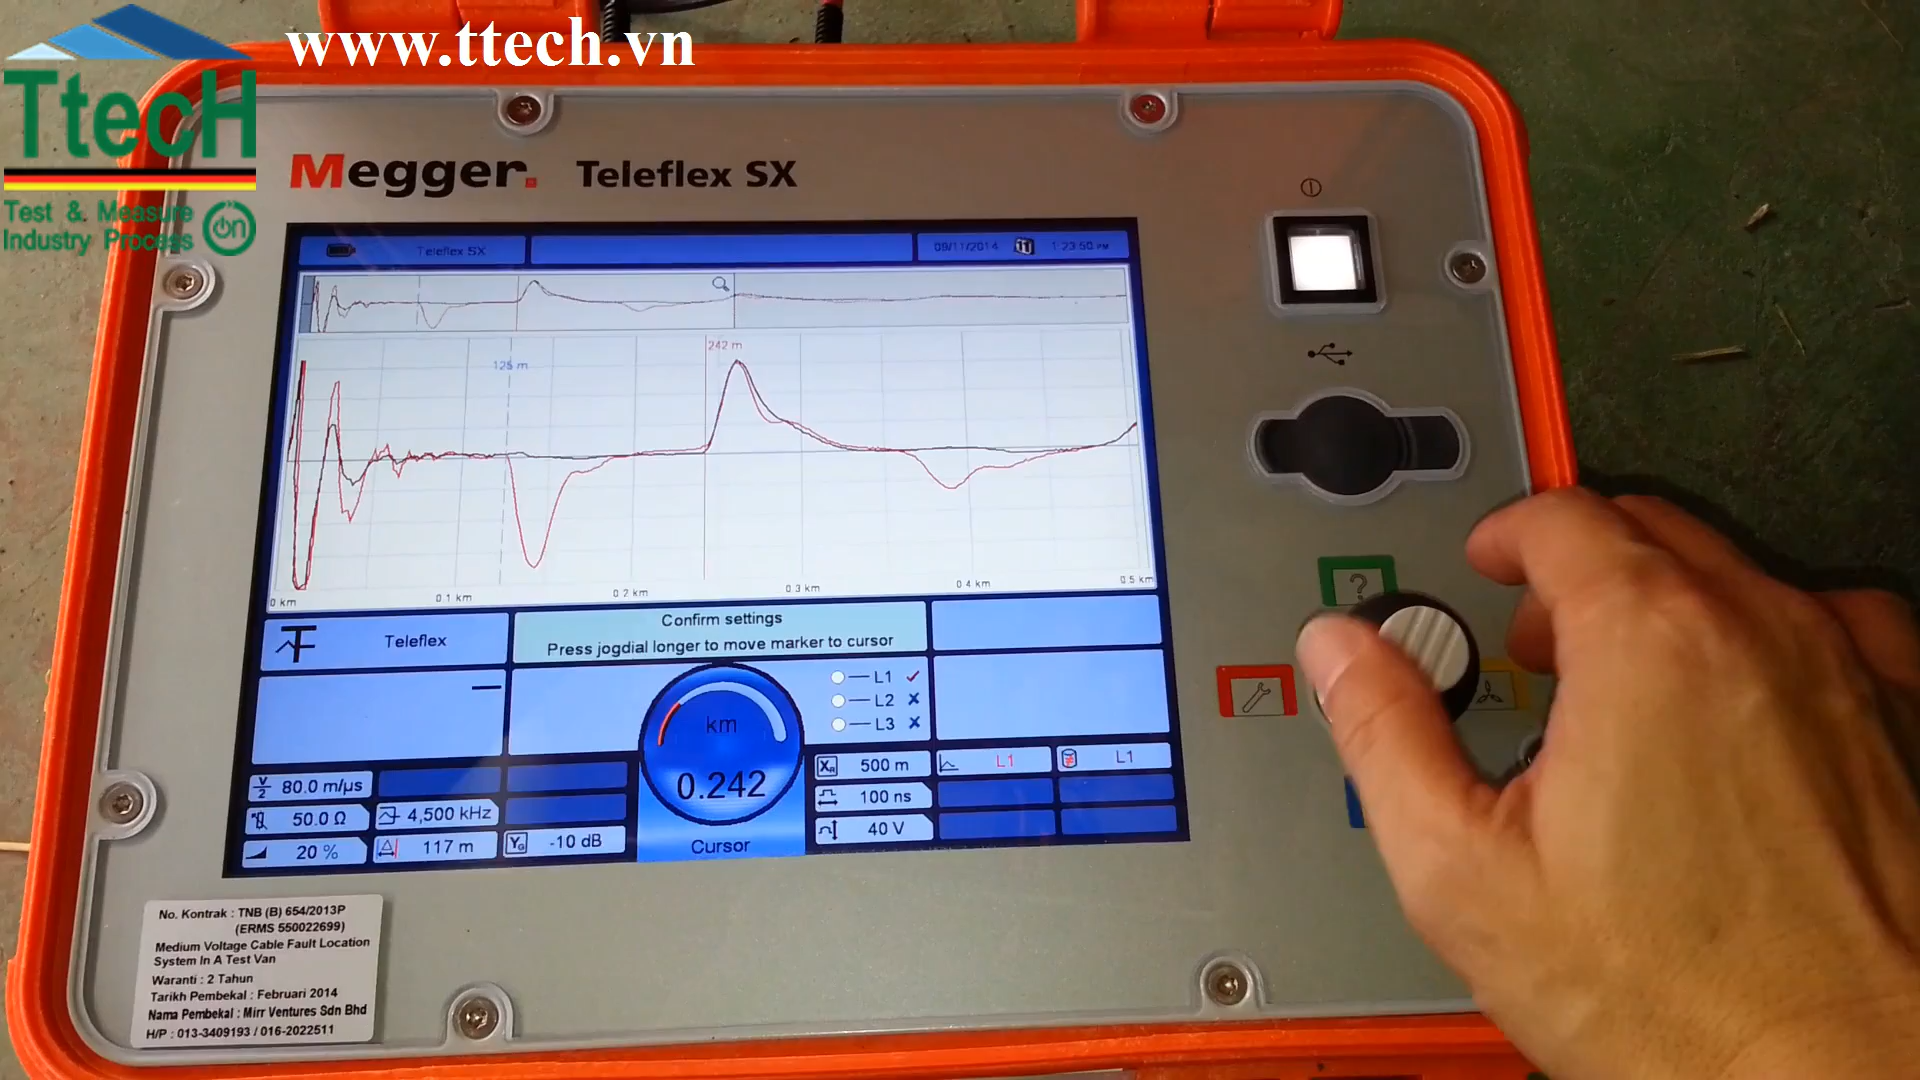 www.ttech.vn
TtecH
Test & Measure
Industry Process
on
Megger. Teleflex SX
Teleflex SX
09/11/2014 11 1:23:50 PM
242 m
125 m
0 km
0.1 km
0.2 km
0.3 km
0.4 km
0.5 km
Teleflex
Confirm settings
Press jogdial longer to move marker to cursor
L1
L2
L3
km
0.242
Cursor
V/2 80.0 m/µs
50.0 Ω
4,500 kHz
20 %
117 m
YG -10 dB
XR 500 m
100 ns
40 V
L1
L1
?
No. Kontrak : TNB (B) 654/2013P
(ERMS 550022699)
Medium Voltage Cable Fault Location
System In A Test Van
Waranti : 2 Tahun
Tarikh Pembekal : Februari 2014
Nama Pembekal : Mirr Ventures Sdn Bhd
H/P : 013-3409193 / 016-2022511